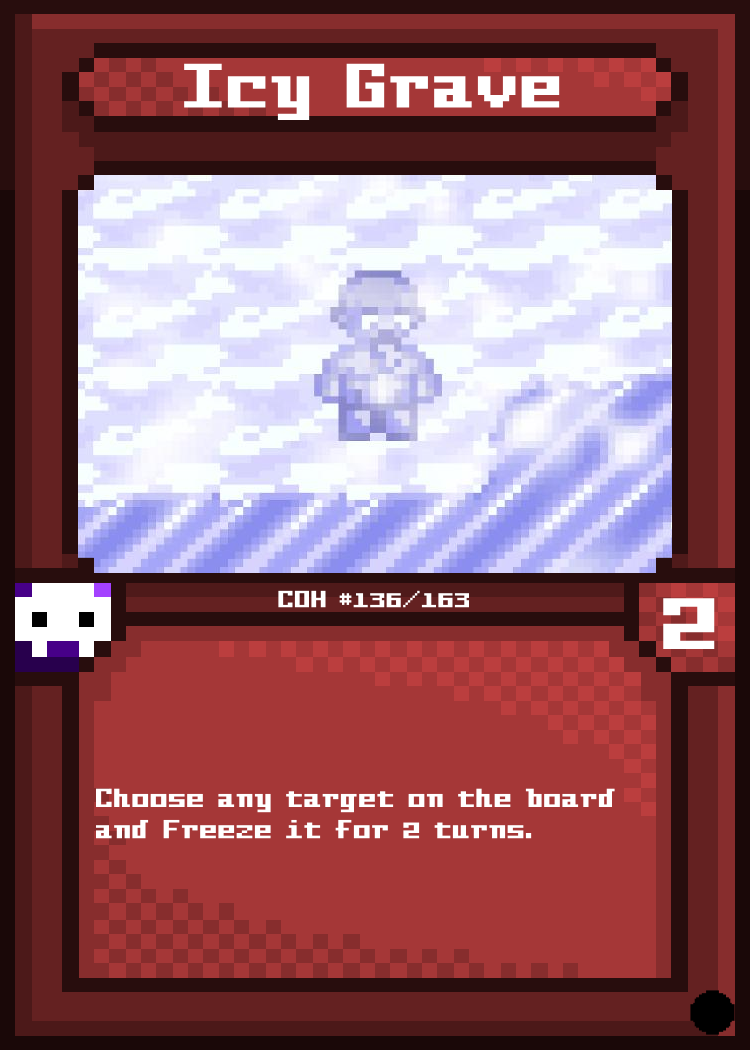 Icy Grave
COH #136/163
2
Choose any target on the board
and Freeze it for 2 turns.